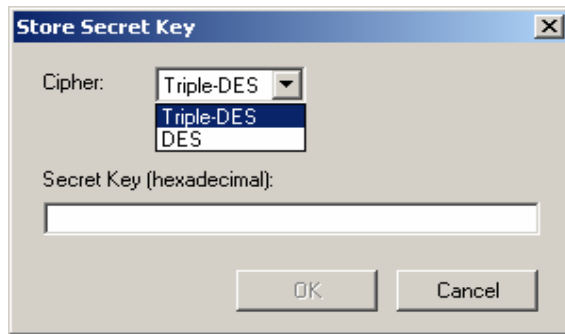 Store Secret Key
Cipher:
Triple-DES
Triple-DES
DES
Secret Key (hexadecimal):
OK
Cancel